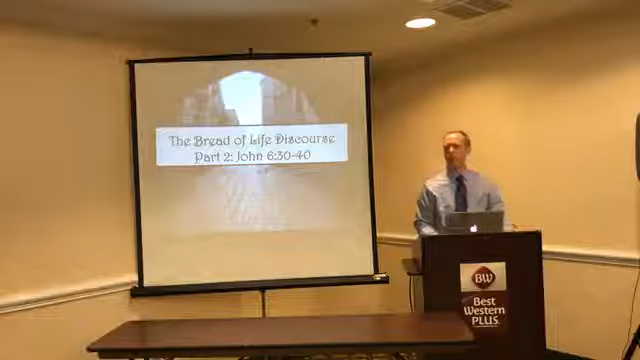 The Bread of Life Discourse
Part 2: John 6:30-40
BW
Best
Western
PLUS.